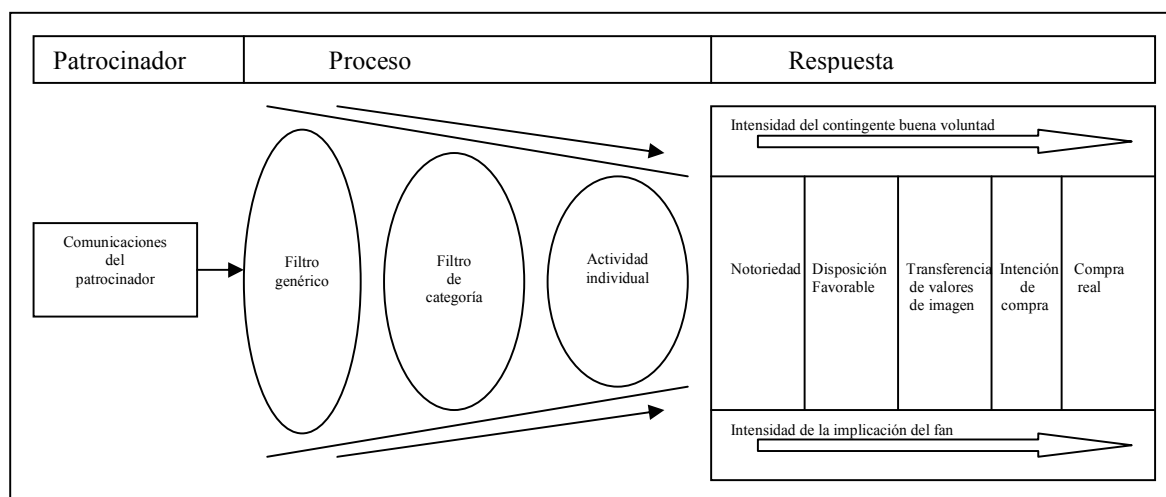 Patrocinador
Proceso
Respuesta
Comunicaciones
del
patrocinador
Filtro
genérico
Filtro
de
categoría
Actividad
individual
Intensidad del contingente buena voluntad
Notoriedad
Disposición
Favorable
Transferencia
de valores
de imagen
Intención
de
compra
Compra
real
Intensidad de la implicación del fan